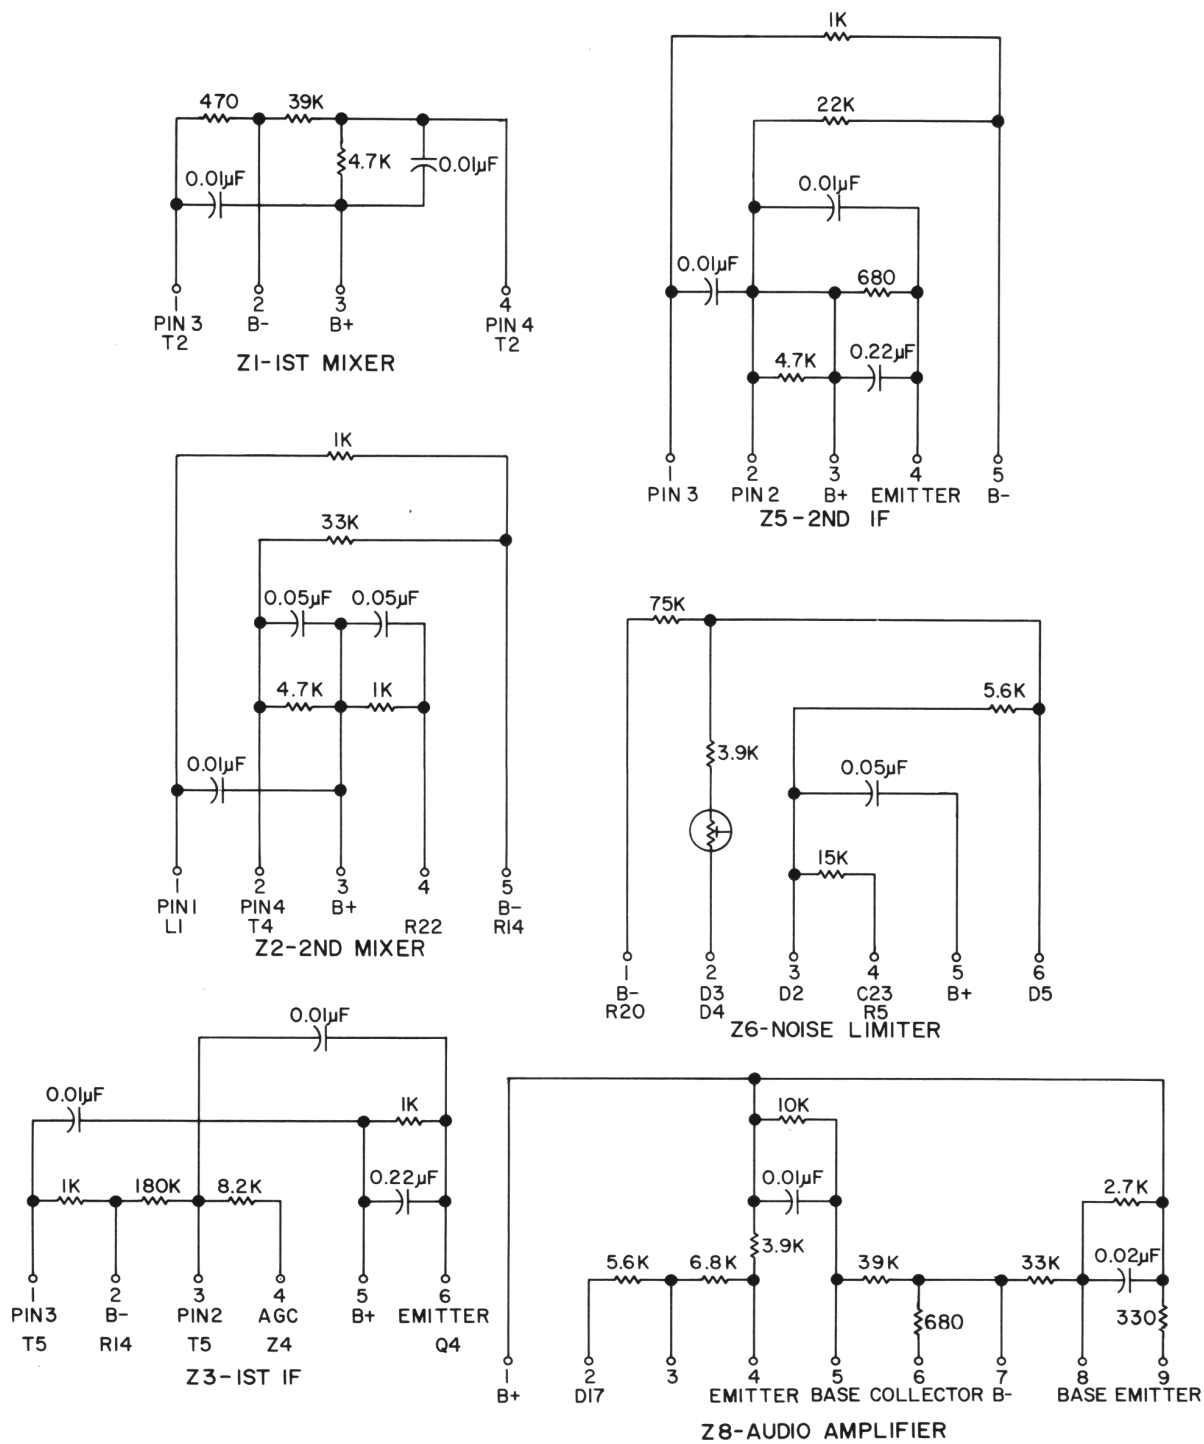 470
39K
4.7K
0.01µF
0.01µF
1
2
3
4
PIN 3
B-
B+
PIN 4
T2
T2
Z1-1ST MIXER
1K
22K
0.01µF
0.01µF
680
4.7K
0.22µF
1
2
3
4
5
PIN 3
PIN 2
B+
EMITTER
B-
Z5-2ND IF
1K
33K
0.05µF
0.05µF
4.7K
1K
0.01µF
1
2
3
4
5
PIN 1
PIN 4
B+
B-
L1
T4
R22
R14
Z2-2ND MIXER
75K
5.6K
3.9K
0.05µF
15K
1
2
3
4
5
6
B-
D3
D2
C23
B+
D5
R20
D4
R5
Z6-NOISE LIMITER
0.01µF
0.01µF
1K
0.22µF
1K
180K
8.2K
1
2
3
4
5
6
PIN3
B-
PIN2
AGC
B+
EMITTER
T5
R14
T5
Z4
Q4
Z3-1ST IF
10K
0.01µF
2.7K
3.9K
5.6K
6.8K
39K
33K
0.02µF
680
330
1
2
3
4
5
6
7
8
9
B+
D17
EMITTER
BASE
COLLECTOR
B-
BASE
EMITTER
Z8-AUDIO AMPLIFIER